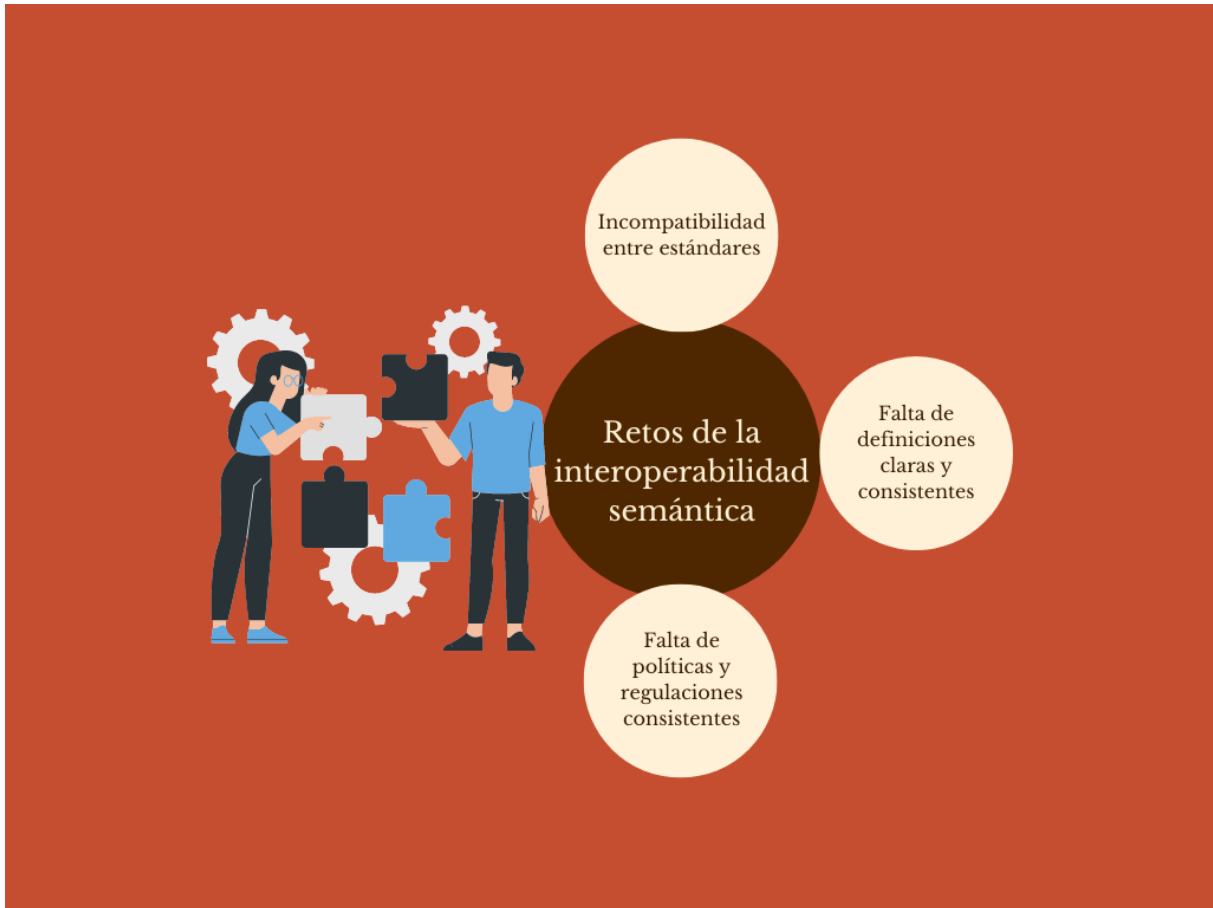 Incompatibilidad
entre estándares
Retos de la
interoperabilidad
semántica
Falta de
definiciones
claras y
consistentes
Falta de
políticas y
regulaciones
consistentes